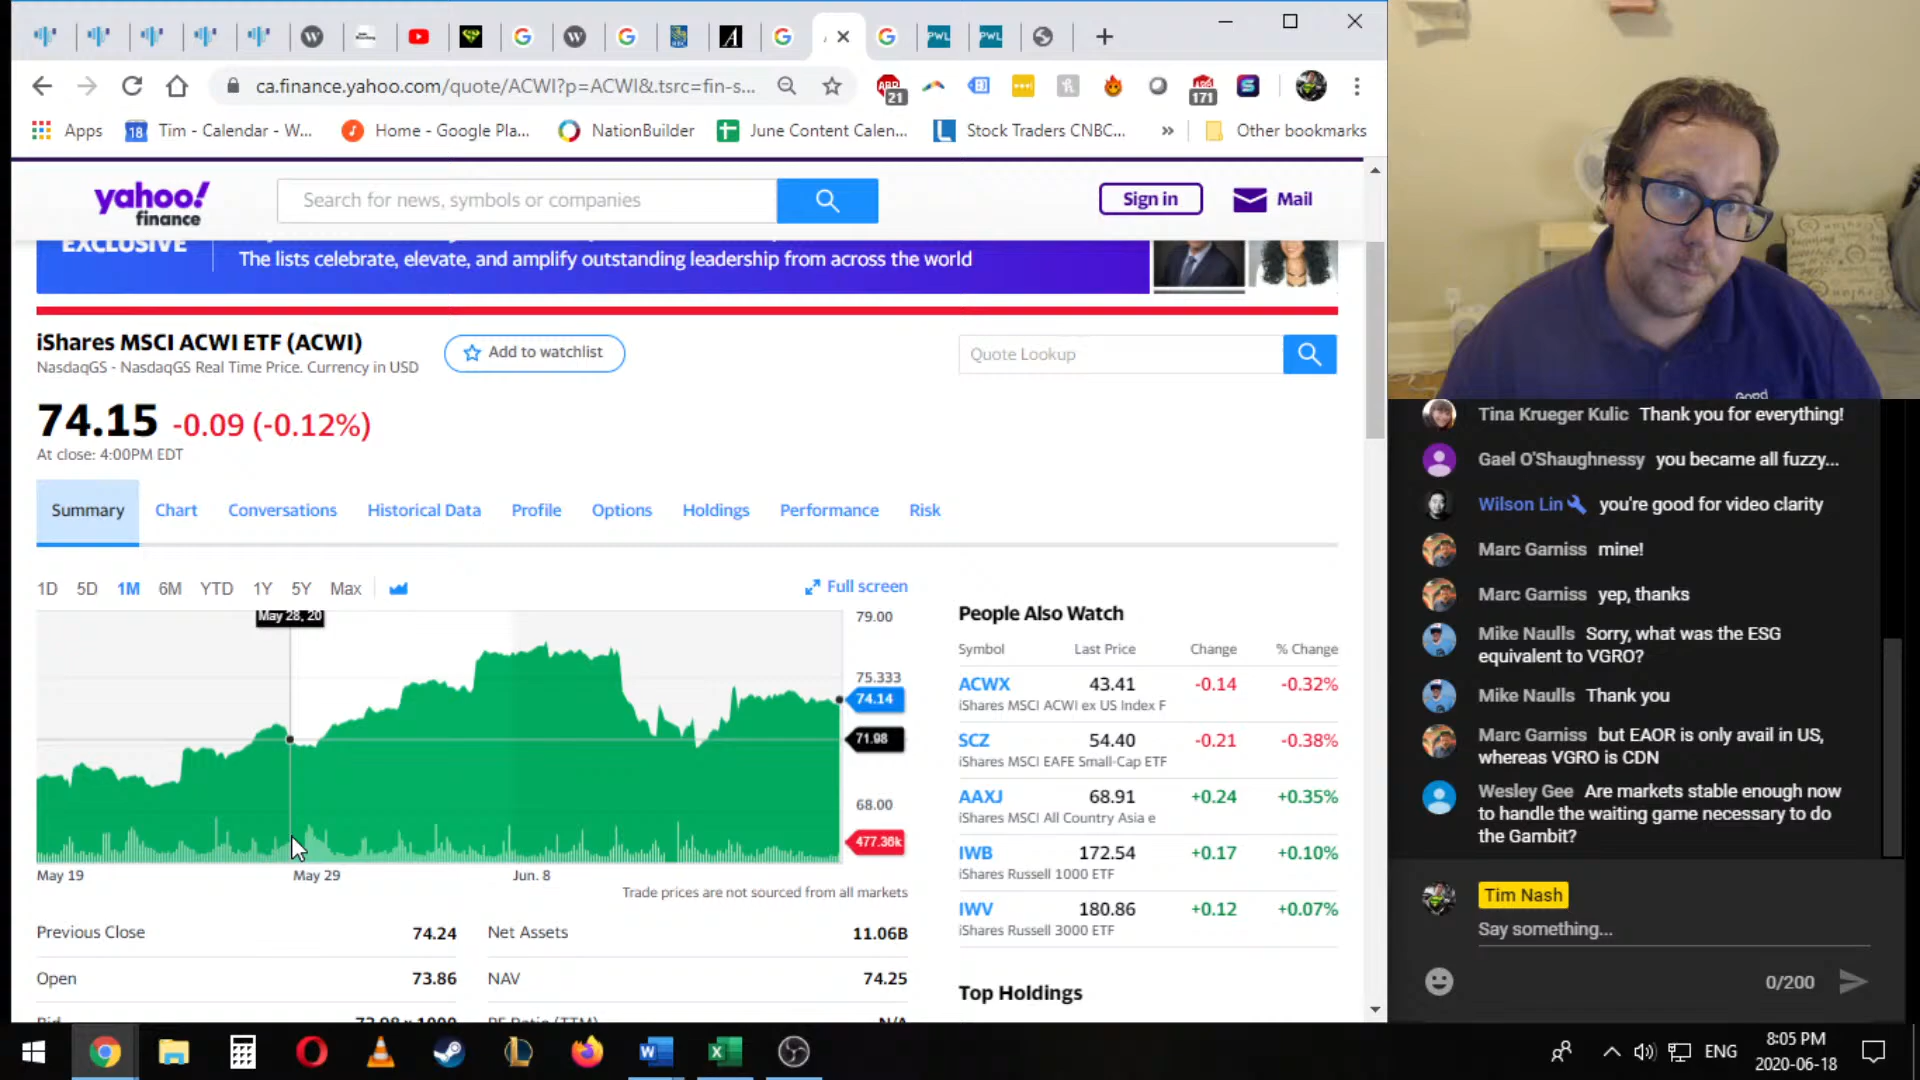 PWL
PWL
ca.finance.yahoo.com/quote/ACWI?p=ACWI&.tsrc=fin-s...
21
171
Apps
18
Tim - Calendar - W...
Home - Google Pla...
NationBuilder
June Content Calen...
Stock Traders CNBC...
»
Other bookmarks
yahoo!
finance
Search for news, symbols or companies
Sign in
Mail
EXCLUSIVE
The lists celebrate, elevate, and amplify outstanding leadership from across the world
iShares MSCI ACWI ETF (ACWI)
Add to watchlist
Quote Lookup
NasdaqGS - NasdaqGS Real Time Price. Currency in USD
74.15 -0.09 (-0.12%)
At close: 4:00PM EDT
Summary Chart Conversations Historical Data Profile Options Holdings Performance Risk
1D 5D 1M 6M YTD 1Y 5Y Max
Full screen
May 28, 20
79.00
75.333
74.14
71.98
68.00
477.36k
May 19
May 29
Jun. 8
Trade prices are not sourced from all markets
Previous Close 74.24
Net Assets 11.06B
Open 73.86
NAV 74.25
People Also Watch
Symbol Last Price Change % Change
ACWX 43.41 -0.14 -0.32%
iShares MSCI ACWI ex US Index F
SCZ 54.40 -0.21 -0.38%
iShares MSCI EAFE Small-Cap ETF
AAXJ 68.91 +0.24 +0.35%
iShares MSCI All Country Asia e
IWB 172.54 +0.17 +0.10%
iShares Russell 1000 ETF
IWV 180.86 +0.12 +0.07%
iShares Russell 3000 ETF
Top Holdings
Good
Tina Krueger Kulic Thank you for everything!
Gael O'Shaughnessy you became all fuzzy...
Wilson Lin you're good for video clarity
Marc Garniss mine!
Marc Garniss yep, thanks
Mike Naulls Sorry, what was the ESG
equivalent to VGRO?
Mike Naulls Thank you
Marc Garniss but EAOR is only avail in US,
whereas VGRO is CDN
Wesley Gee Are markets stable enough now
to handle the waiting game necessary to do
the Gambit?
Tim Nash
Say something...
0/200
ENG
8:05 PM
2020-06-18